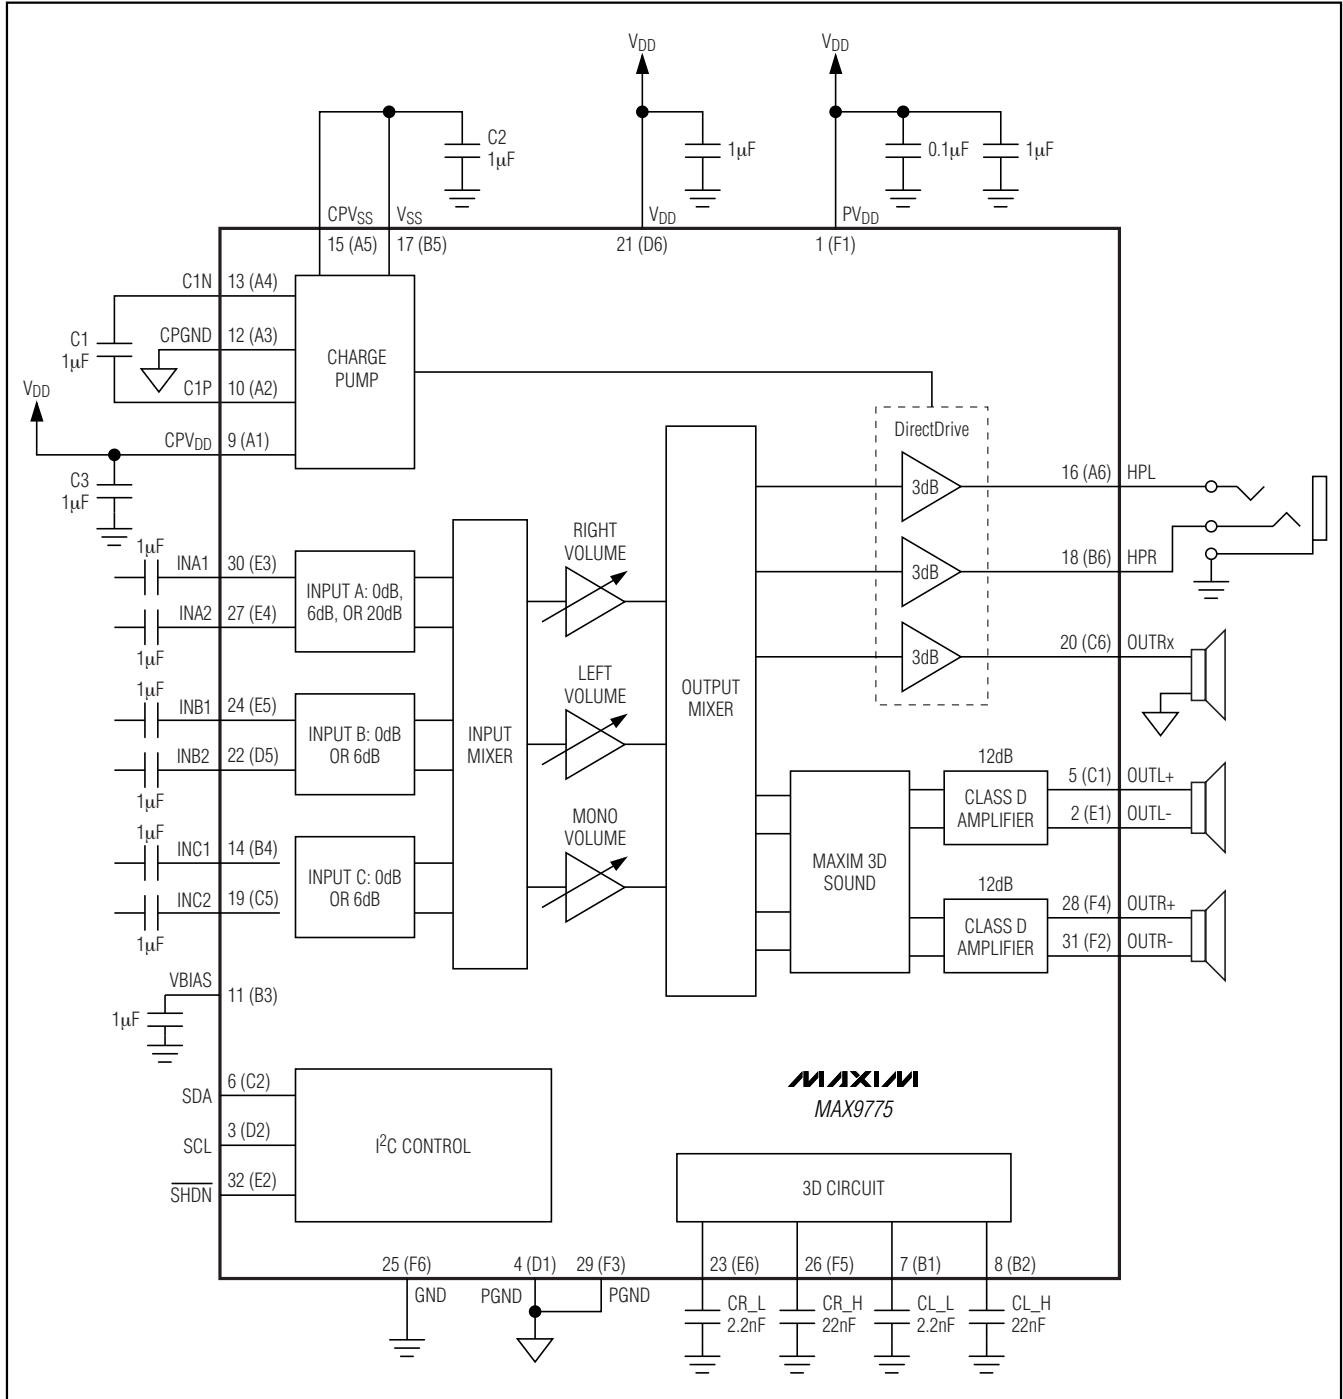 VDD
VDD
C2
1µF
1µF
0.1µF
1µF
CPVSS
VSS
VDD
PVDD
15 (A5)
17 (B5)
21 (D6)
1 (F1)
C1N
13 (A4)
CPGND
12 (A3)
C1
1µF
C1P
10 (A2)
CHARGE
PUMP
VDD
CPVDD
9 (A1)
C3
1µF
DirectDrive
3dB
16 (A6)
HPL
3dB
18 (B6)
HPR
3dB
20 (C6)
OUTRx
1µF
INA1
30 (E3)
INA2
27 (E4)
1µF
INPUT A: 0dB,
6dB, OR 20dB
1µF
INB1
24 (E5)
INB2
22 (D5)
1µF
INPUT B: 0dB
OR 6dB
1µF
INC1
14 (B4)
INC2
19 (C5)
1µF
INPUT C: 0dB
OR 6dB
INPUT
MIXER
RIGHT
VOLUME
LEFT
VOLUME
MONO
VOLUME
OUTPUT
MIXER
MAXIM 3D
SOUND
12dB
CLASS D
AMPLIFIER
5 (C1)
OUTL+
2 (E1)
OUTL-
12dB
CLASS D
AMPLIFIER
28 (F4)
OUTR+
31 (F2)
OUTR-
VBIAS
11 (B3)
1µF
SDA
6 (C2)
SCL
3 (D2)
SHDN
32 (E2)
I2C CONTROL
MAXIM
MAX9775
3D CIRCUIT
25 (F6)
4 (D1)
29 (F3)
23 (E6)
26 (F5)
7 (B1)
8 (B2)
GND
PGND
PGND
CR_L
2.2nF
CR_H
22nF
CL_L
2.2nF
CL_H
22nF